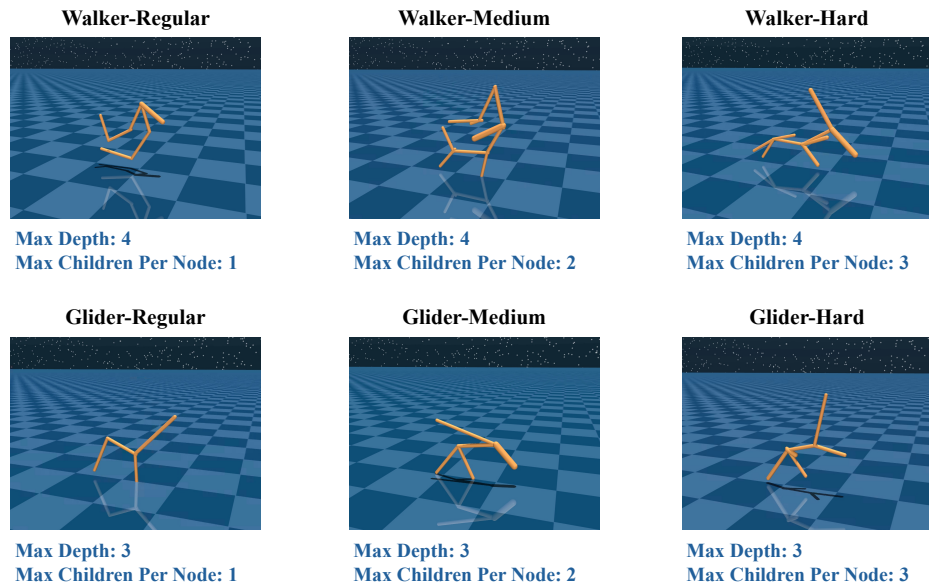 Walker-Regular
Walker-Medium
Walker-Hard
Max Depth: 4
Max Children Per Node: 1
Max Depth: 4
Max Children Per Node: 2
Max Depth: 4
Max Children Per Node: 3
Glider-Regular
Glider-Medium
Glider-Hard
Max Depth: 3
Max Children Per Node: 1
Max Depth: 3
Max Children Per Node: 2
Max Depth: 3
Max Children Per Node: 3